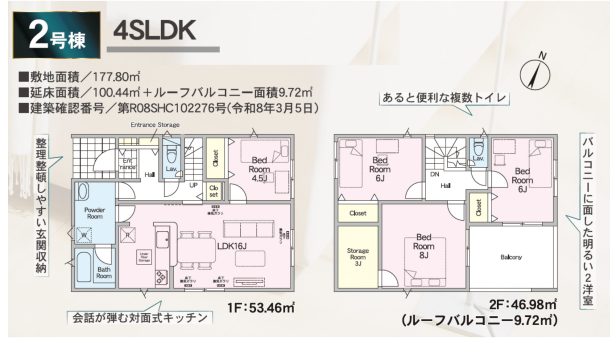 2号棟
4SLDK
■敷地面積／177.80㎡
■延床面積／100.44㎡＋ルーフバルコニー面積9.72㎡
■建築確認番号／第R08SHC102276号(令和8年3月5日)
N
あると便利な複数トイレ
整理整頓しやすい玄関収納
Entrance Storage
Ent
rance
Hall
Lav.
Closet
Bed
Room
4.5J
UP
Clo
set
Powder
Room
W
R
LDK16J
Bath
Room
会話が弾む対面式キッチン
1F:53.46㎡
Bed
Room
6J
DN
Hall
Lav.
Bed
Room
6J
Closet
Closet
Storage
Room
3J
Bed
Room
8J
Balcony
バルコニーに面した明るい2洋室
2F:46.98㎡
(ルーフバルコニー9.72㎡)